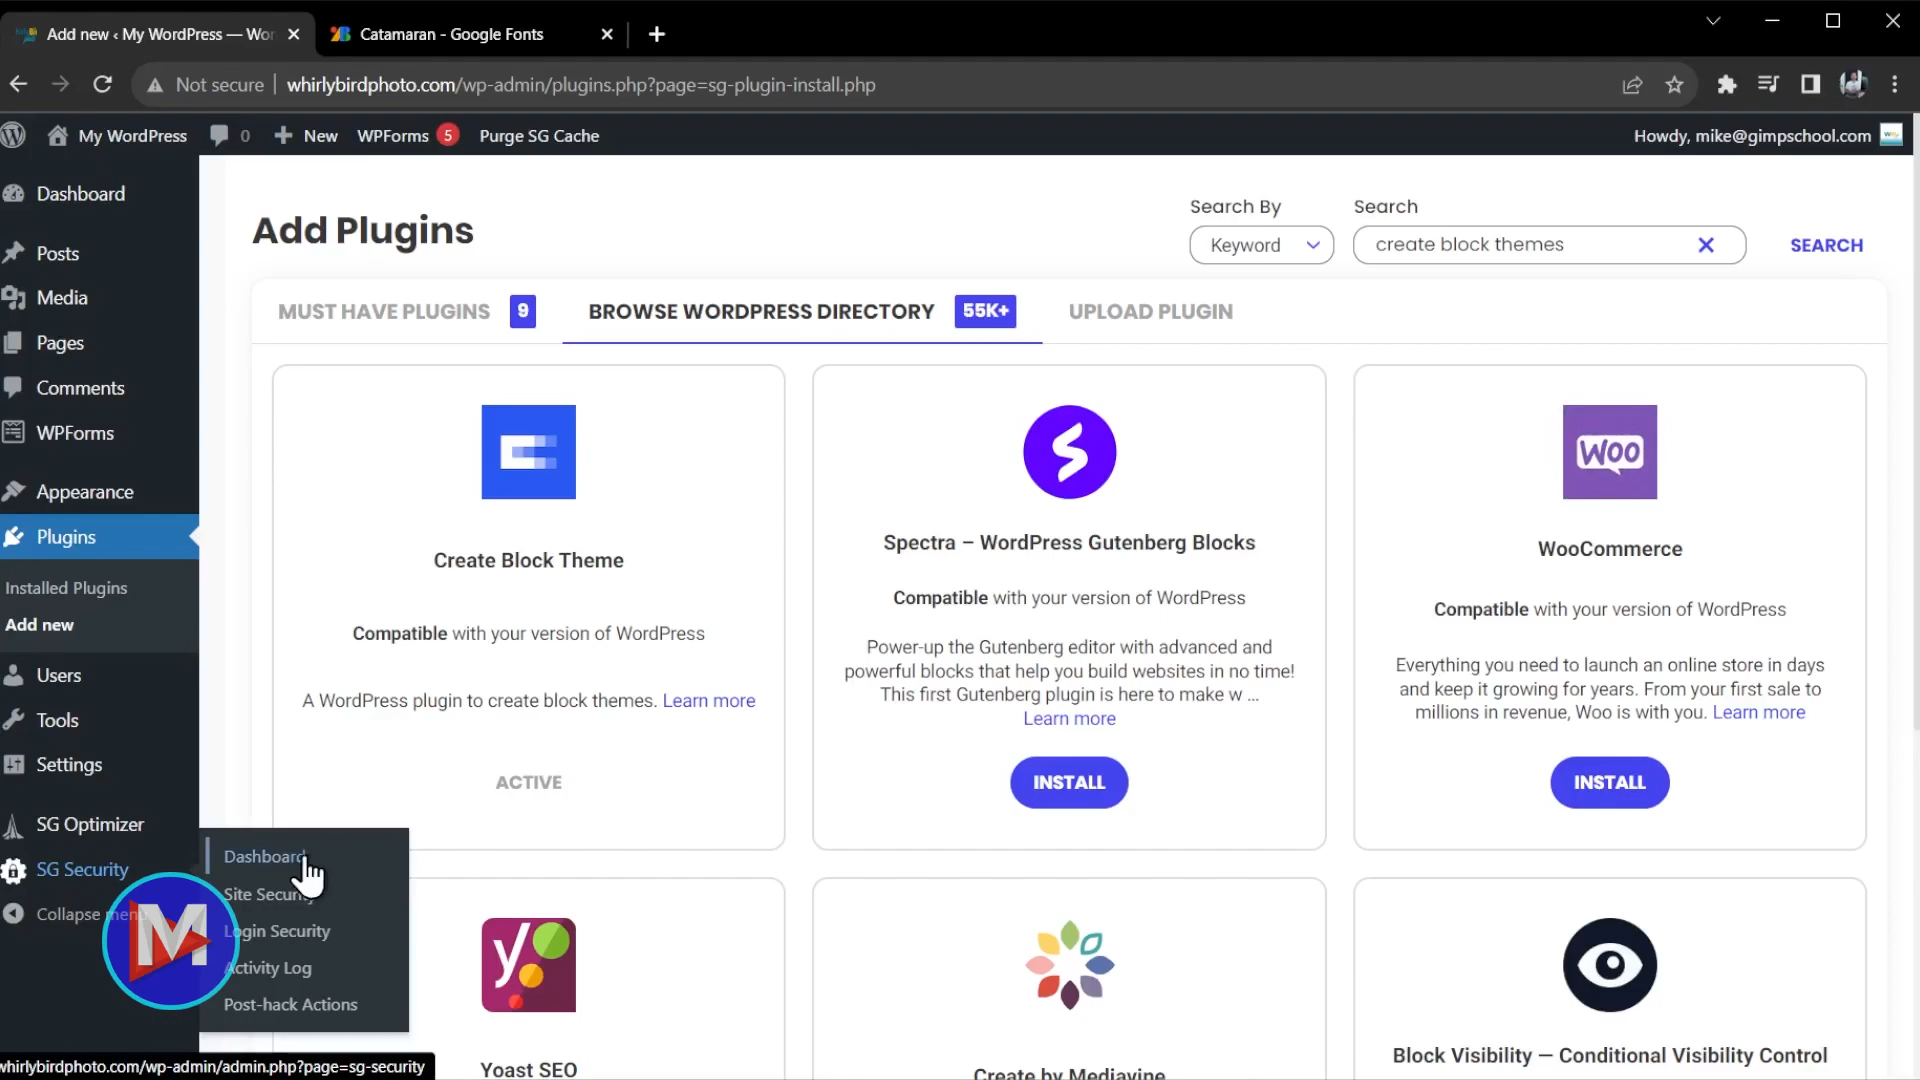 Add new ‹ My WordPress — Wor
Catamaran - Google Fonts
Not secure
whirlybirdphoto.com/wp-admin/plugins.php?page=sg-plugin-install.php
My WordPress
0
New
WPForms 5
Purge SG Cache
Howdy, mike@gimpschool.com
Dashboard
Posts
Media
Pages
Comments
WPForms
Appearance
Plugins
Installed Plugins
Add new
Users
Tools
Settings
SG Optimizer
SG Security
Collapse menu
Dashboard
Site Security
Login Security
Activity Log
Post-hack Actions
M
Add Plugins
Search By
Keyword
Search
create block themes
SEARCH
MUST HAVE PLUGINS 9
BROWSE WORDPRESS DIRECTORY 55K+
UPLOAD PLUGIN
Create Block Theme
Compatible with your version of WordPress
A WordPress plugin to create block themes. Learn more
ACTIVE
Spectra – WordPress Gutenberg Blocks
Compatible with your version of WordPress
Power-up the Gutenberg editor with advanced and
powerful blocks that help you build websites in no time!
This first Gutenberg plugin is here to make w ...
Learn more
INSTALL
WOO
WooCommerce
Compatible with your version of WordPress
Everything you need to launch an online store in days
and keep it growing for years. From your first sale to
millions in revenue, Woo is with you. Learn more
INSTALL
y
Yoast SEO
Create by Mediavine
Block Visibility — Conditional Visibility Control
whirlybirdphoto.com/wp-admin/admin.php?page=sg-security